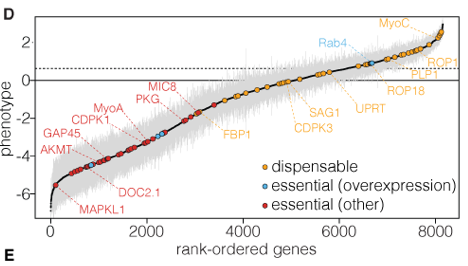 D
MyoC
Rab4
ROP1
PLP1
ROP18
UPRT
SAG1
CDPK3
FBP1
MIC8
PKG
MyoA
CDPK1
GAP45
AKMT
DOC2.1
MAPKL1
dispensable
essential (overexpression)
essential (other)
phenotype
2
0
-2
-4
-6
0 2000 4000 6000 8000
rank-ordered genes
E